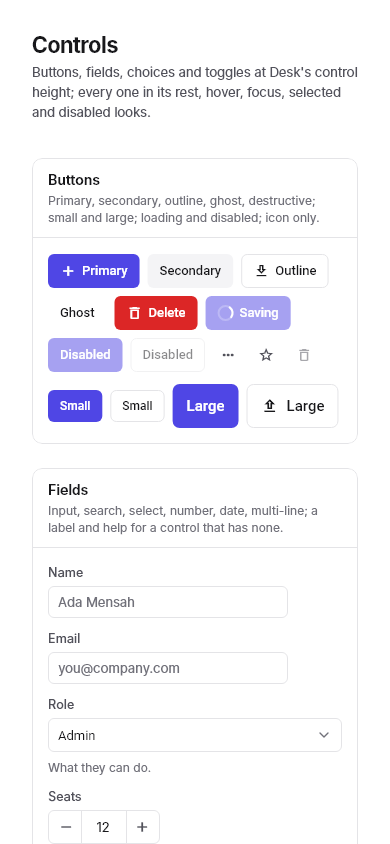 Controls
Buttons, fields, choices and toggles at Desk's control
height; every one in its rest, hover, focus, selected
and disabled looks.
Buttons
Primary, secondary, outline, ghost, destructive;
small and large; loading and disabled; icon only.
Primary
Secondary
Outline
Ghost
Delete
Saving
Disabled
Disabled
Small
Small
Large
Large
Fields
Input, search, select, number, date, multi-line; a
label and help for a control that has none.
Name
Ada Mensah
Email
you@company.com
Role
Admin
What they can do.
Seats
12